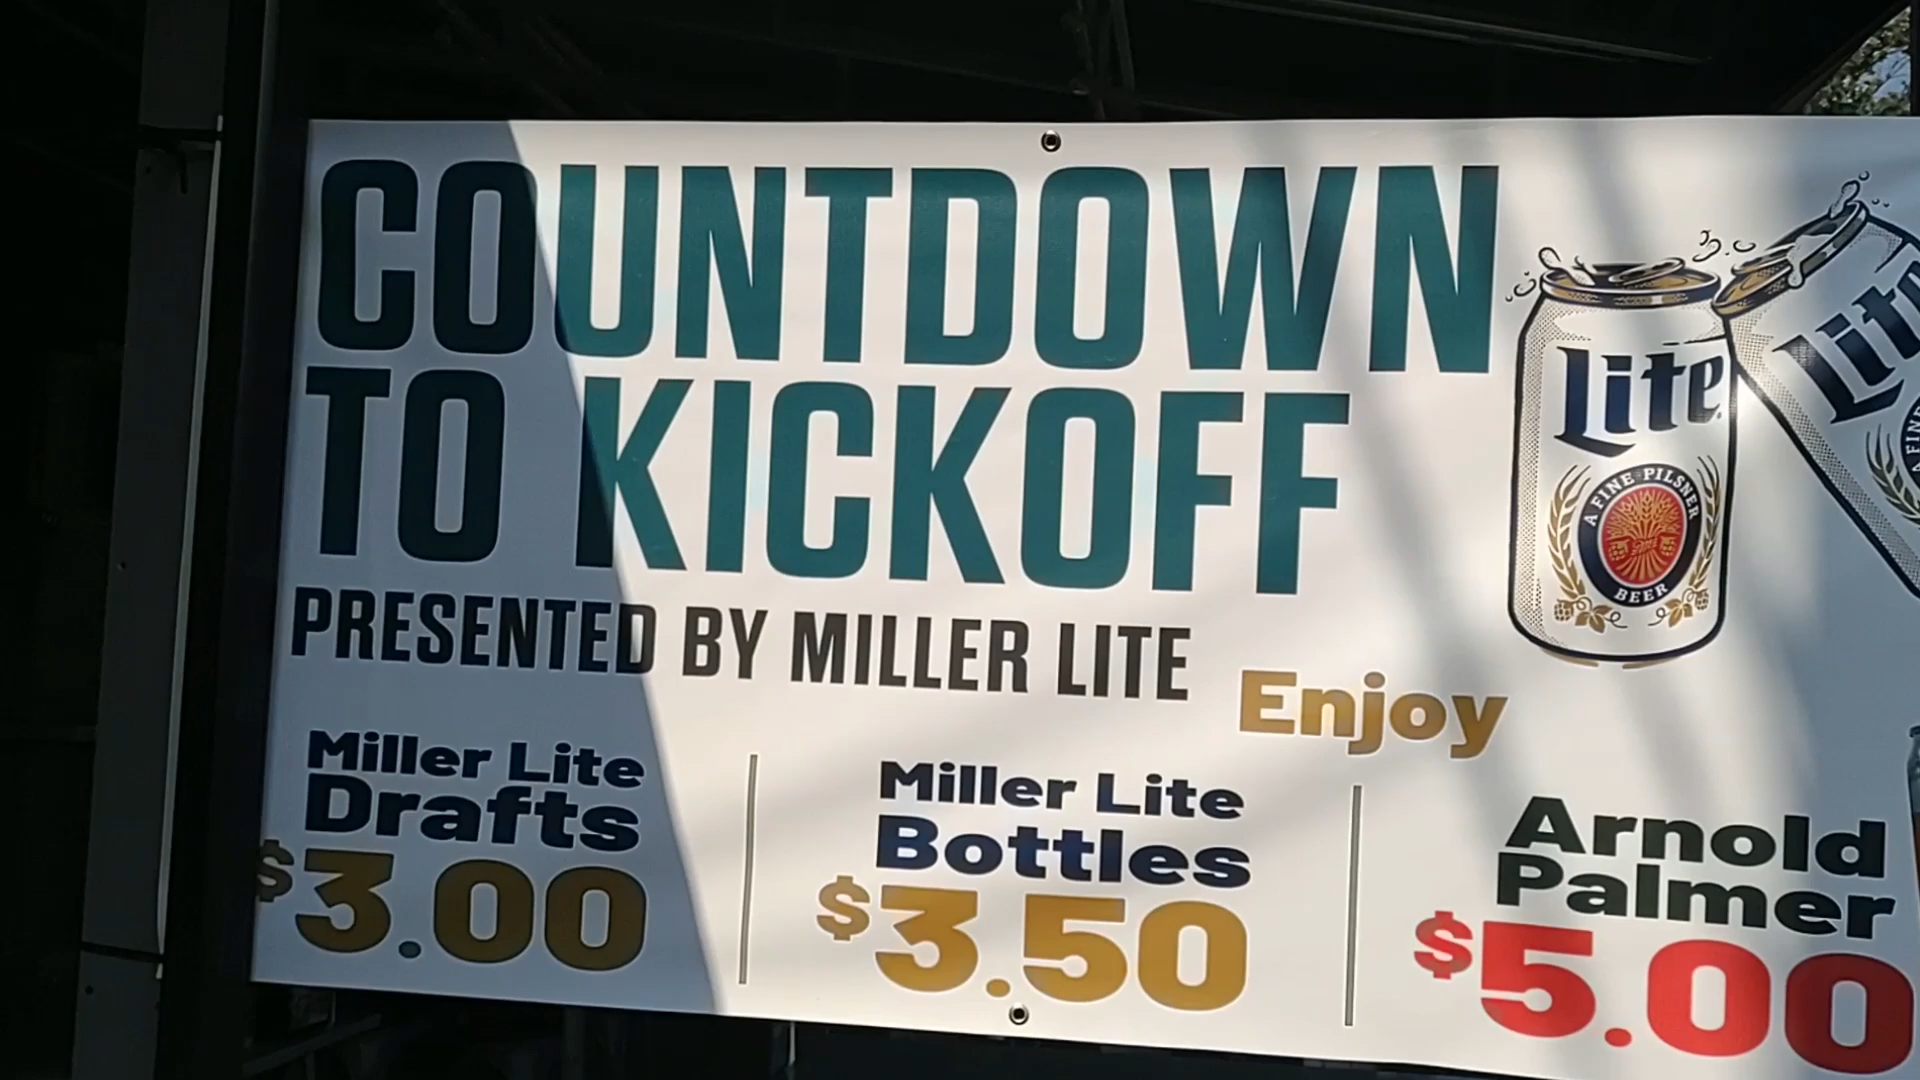 COUNTDOWN
TO KICKOFF
PRESENTED BY MILLER LITE
Enjoy
Miller Lite
Drafts
$3.00
Miller Lite
Bottles
$3.50
Arnold
Palmer
$5.00
Lite
A FINE PILSNER
BEER
Lite
A FINE